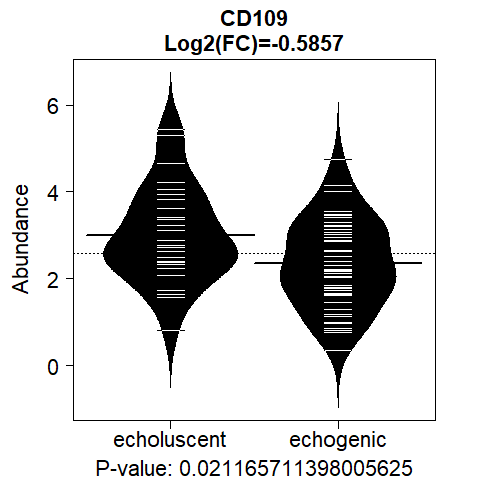 CD109
Log2(FC)=-0.5857
Abundance
6
4
2
0
echoluscent echogenic
P-value: 0.021165711398005625